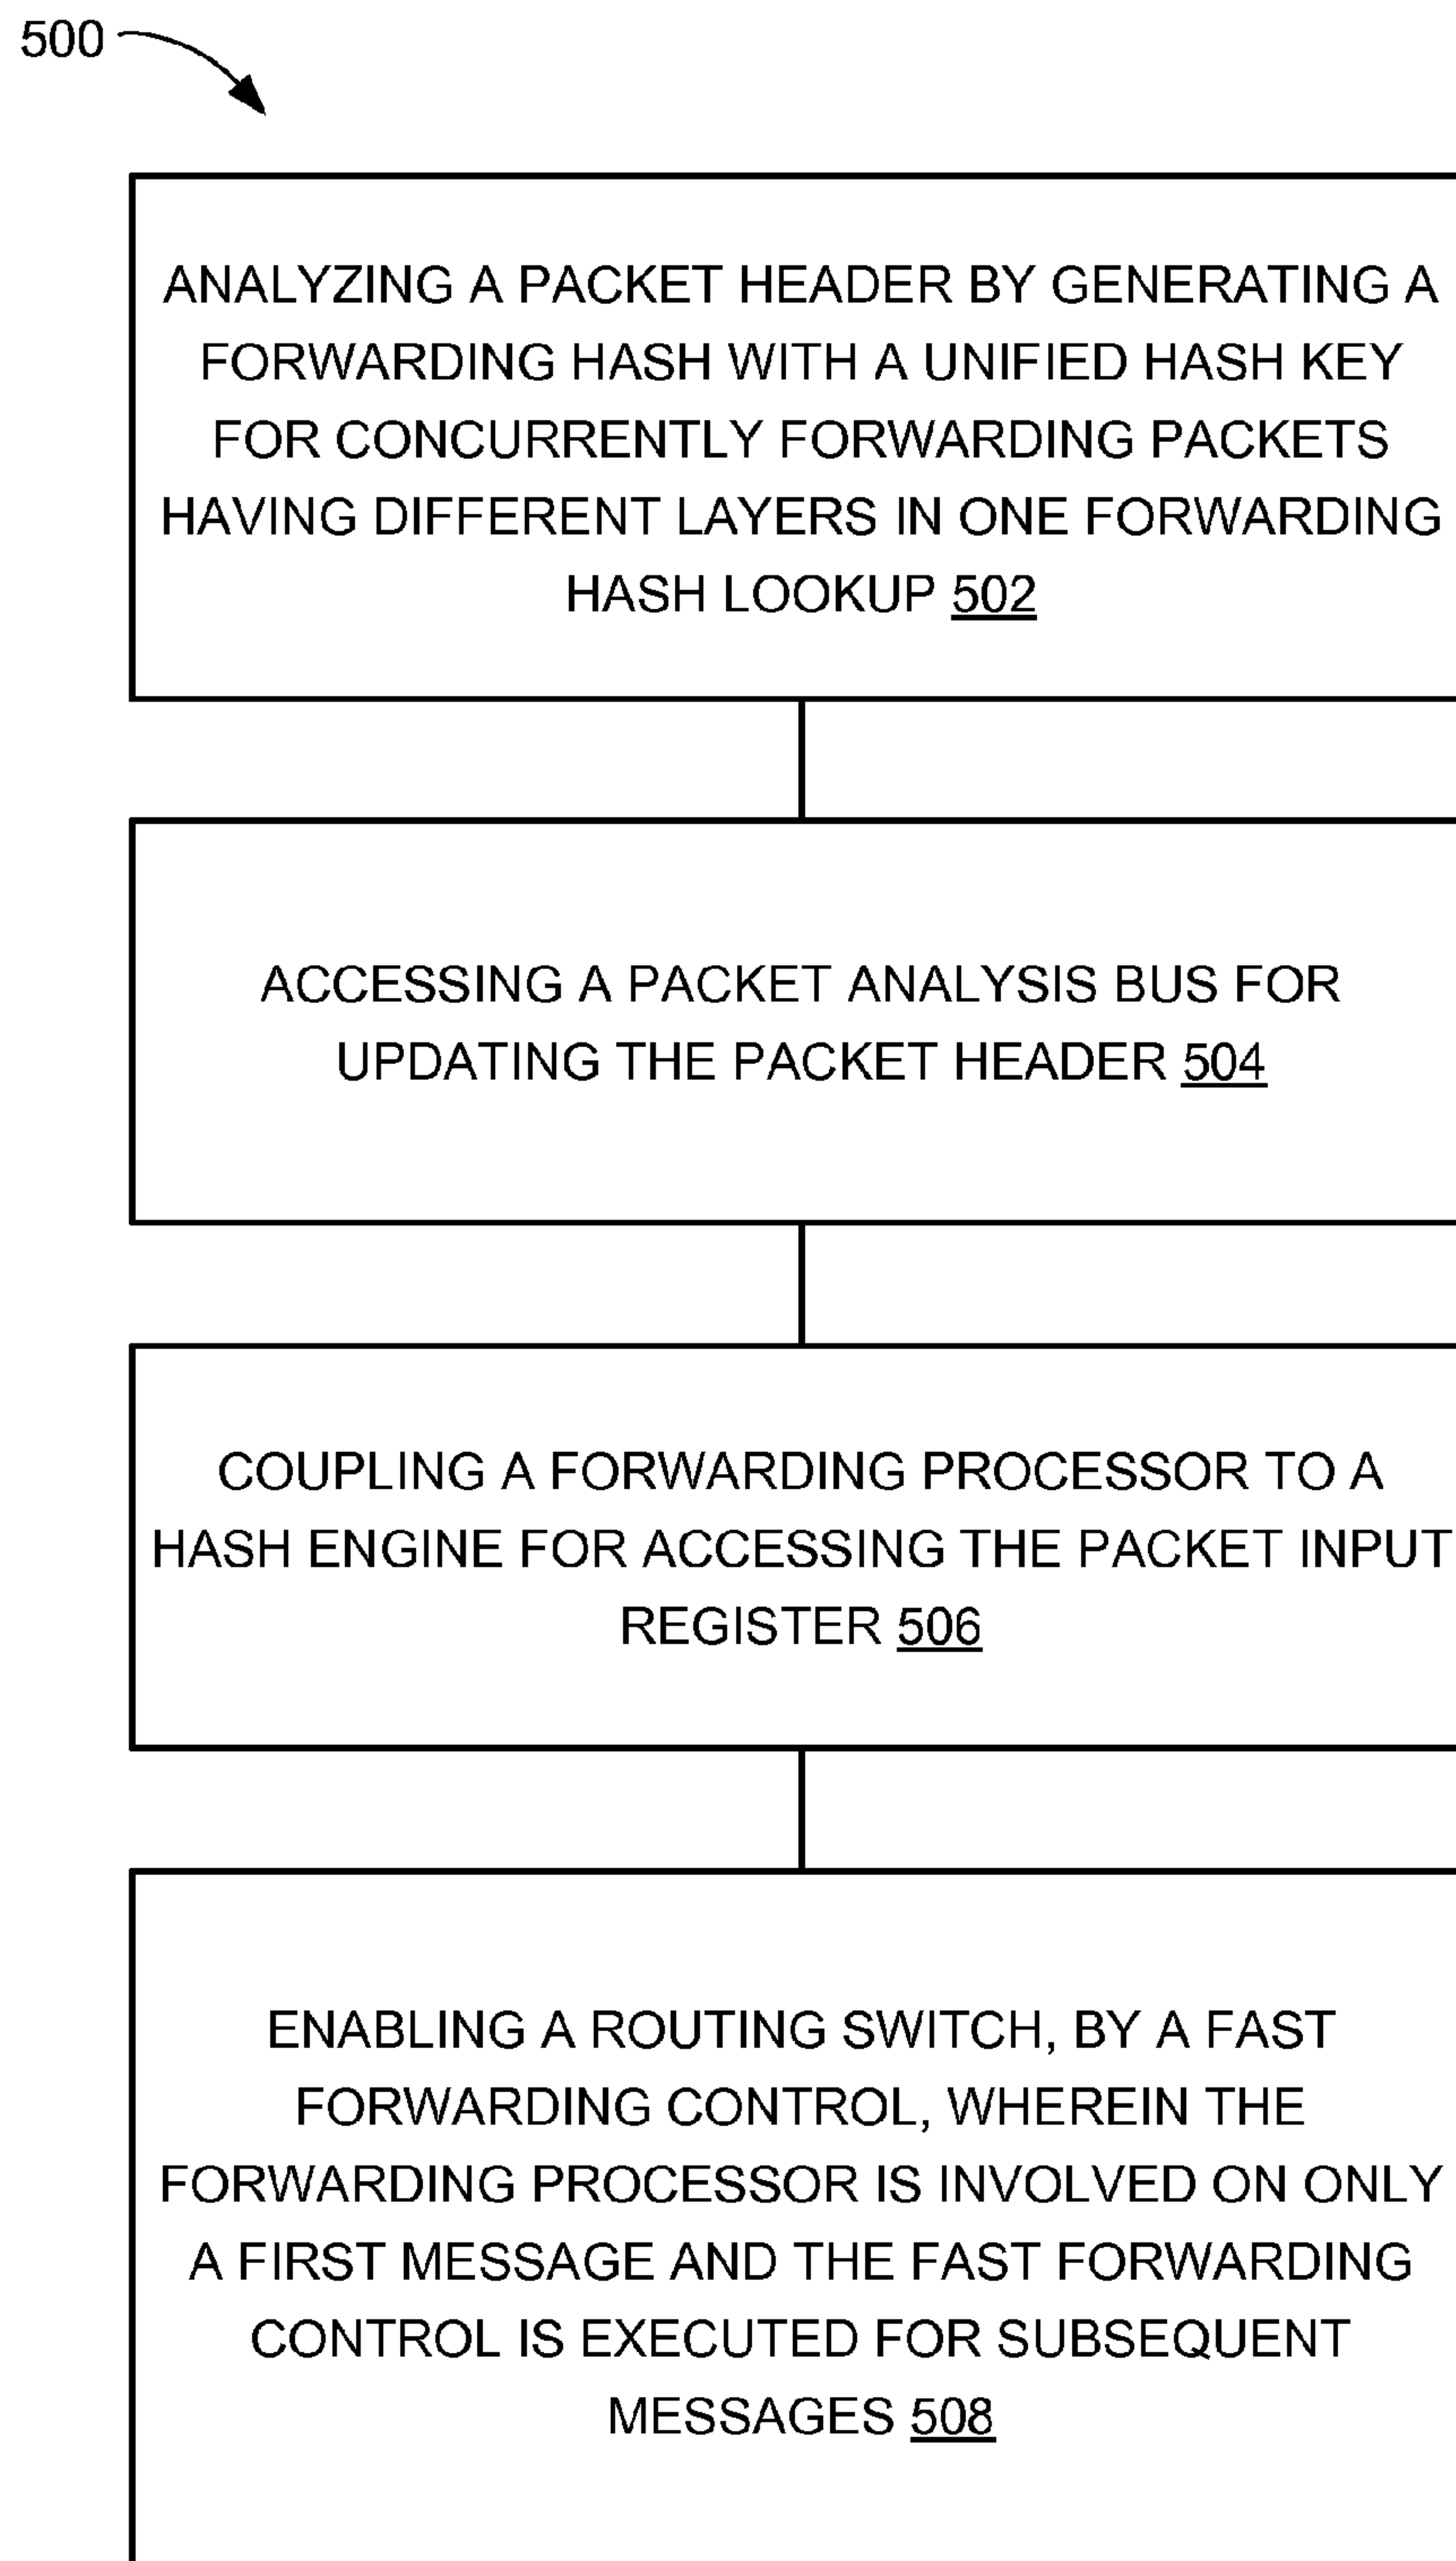 500
ANALYZING A PACKET HEADER BY GENERATING A
FORWARDING HASH WITH A UNIFIED HASH KEY
FOR CONCURRENTLY FORWARDING PACKETS
HAVING DIFFERENT LAYERS IN ONE FORWARDING
HASH LOOKUP 502
ACCESSING A PACKET ANALYSIS BUS FOR
UPDATING THE PACKET HEADER 504
COUPLING A FORWARDING PROCESSOR TO A
HASH ENGINE FOR ACCESSING THE PACKET INPUT
REGISTER 506
ENABLING A ROUTING SWITCH, BY A FAST
FORWARDING CONTROL, WHEREIN THE
FORWARDING PROCESSOR IS INVOLVED ON ONLY
A FIRST MESSAGE AND THE FAST FORWARDING
CONTROL IS EXECUTED FOR SUBSEQUENT
MESSAGES 508